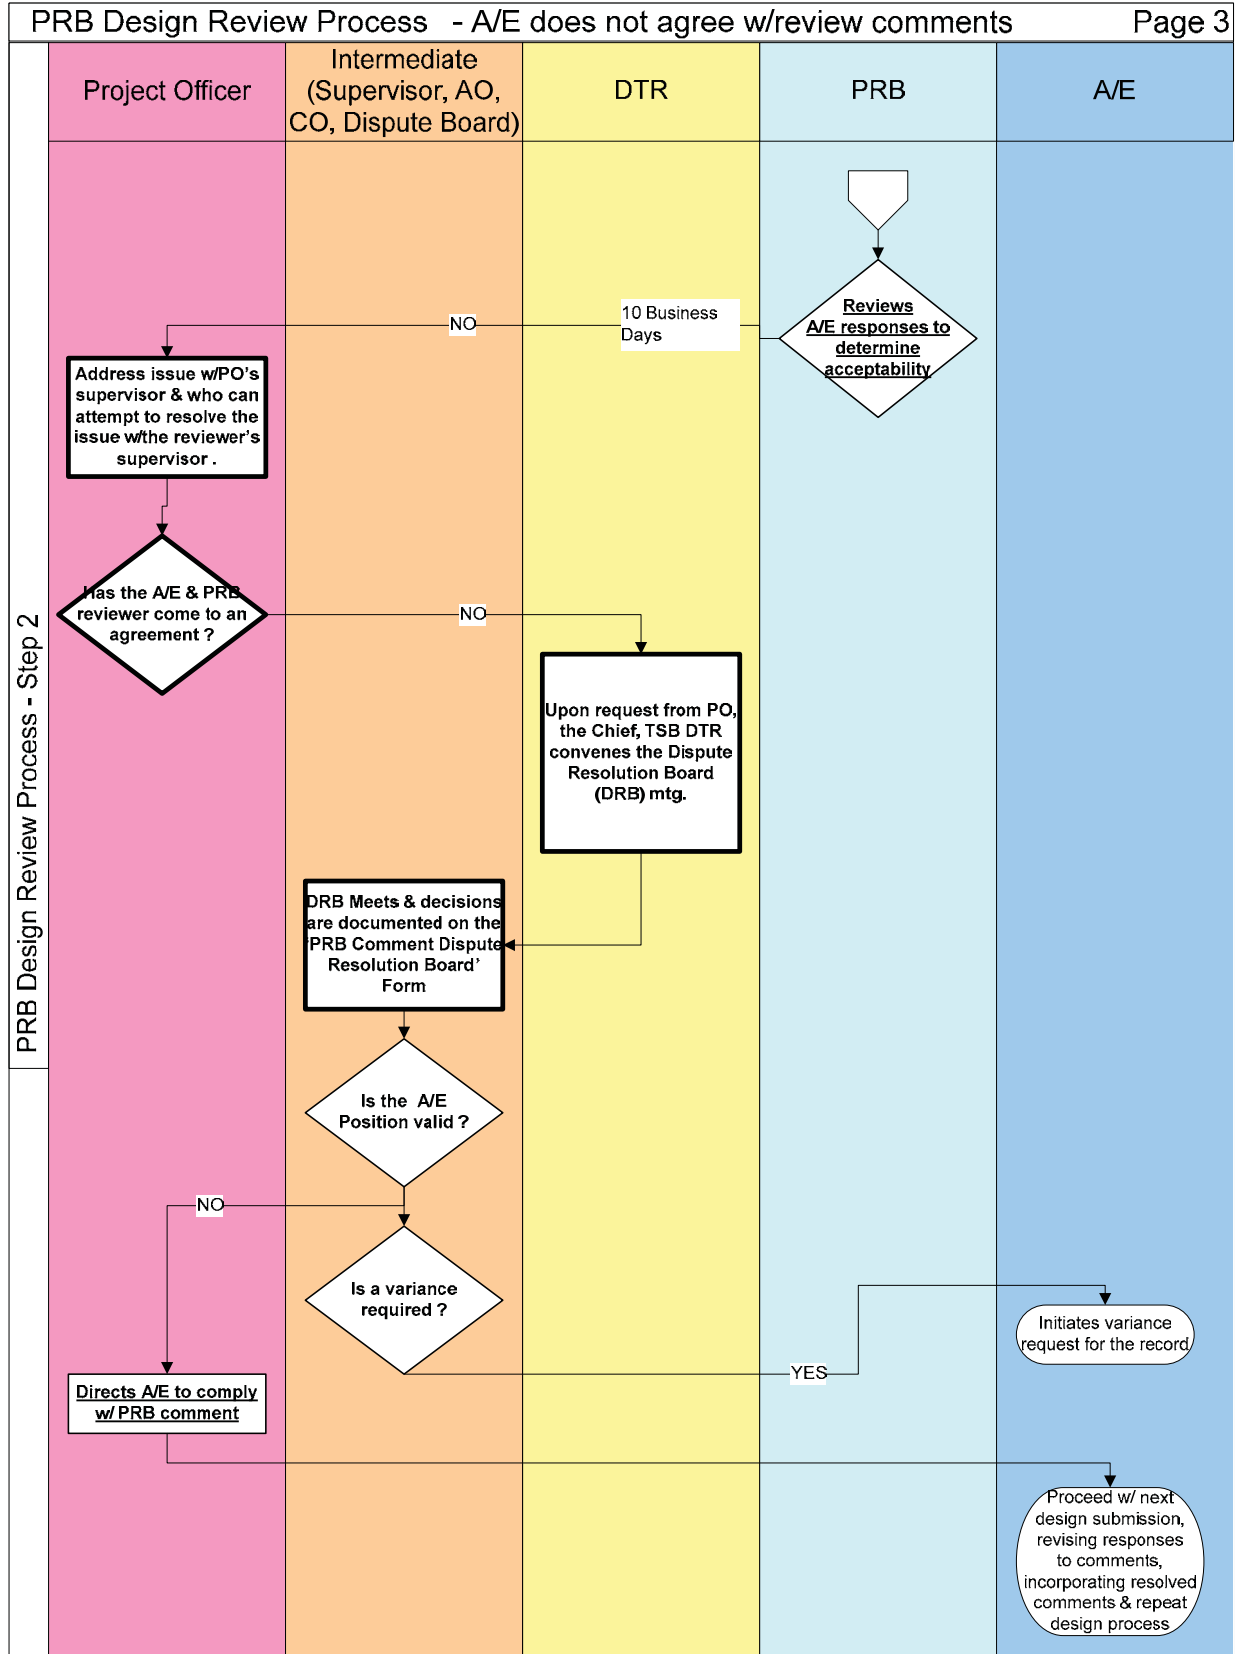 PRB Design Review Process - A/E does not agree w/review comments Page 3
Project Officer
Intermediate
(Supervisor, AO,
CO, Dispute Board)
DTR
PRB
A/E
PRB Design Review Process - Step 2
Reviews
A/E responses to
determine
acceptability
10 Business
Days
NO
Address issue w/PO's
supervisor & who can
attempt to resolve the
issue w/the reviewer's
supervisor .
Has the A/E & PRB
reviewer come to an
agreement ?
NO
Upon request from PO,
the Chief, TSB DTR
convenes the Dispute
Resolution Board
(DRB) mtg.
DRB Meets & decisions
are documented on the
'PRB Comment Dispute
Resolution Board'
Form
Is the A/E
Position valid ?
NO
Is a variance
required ?
YES
Initiates variance
request for the record
Directs A/E to comply
w/ PRB comment
Proceed w/ next
design submission,
revising responses
to comments,
incorporating resolved
comments & repeat
design process